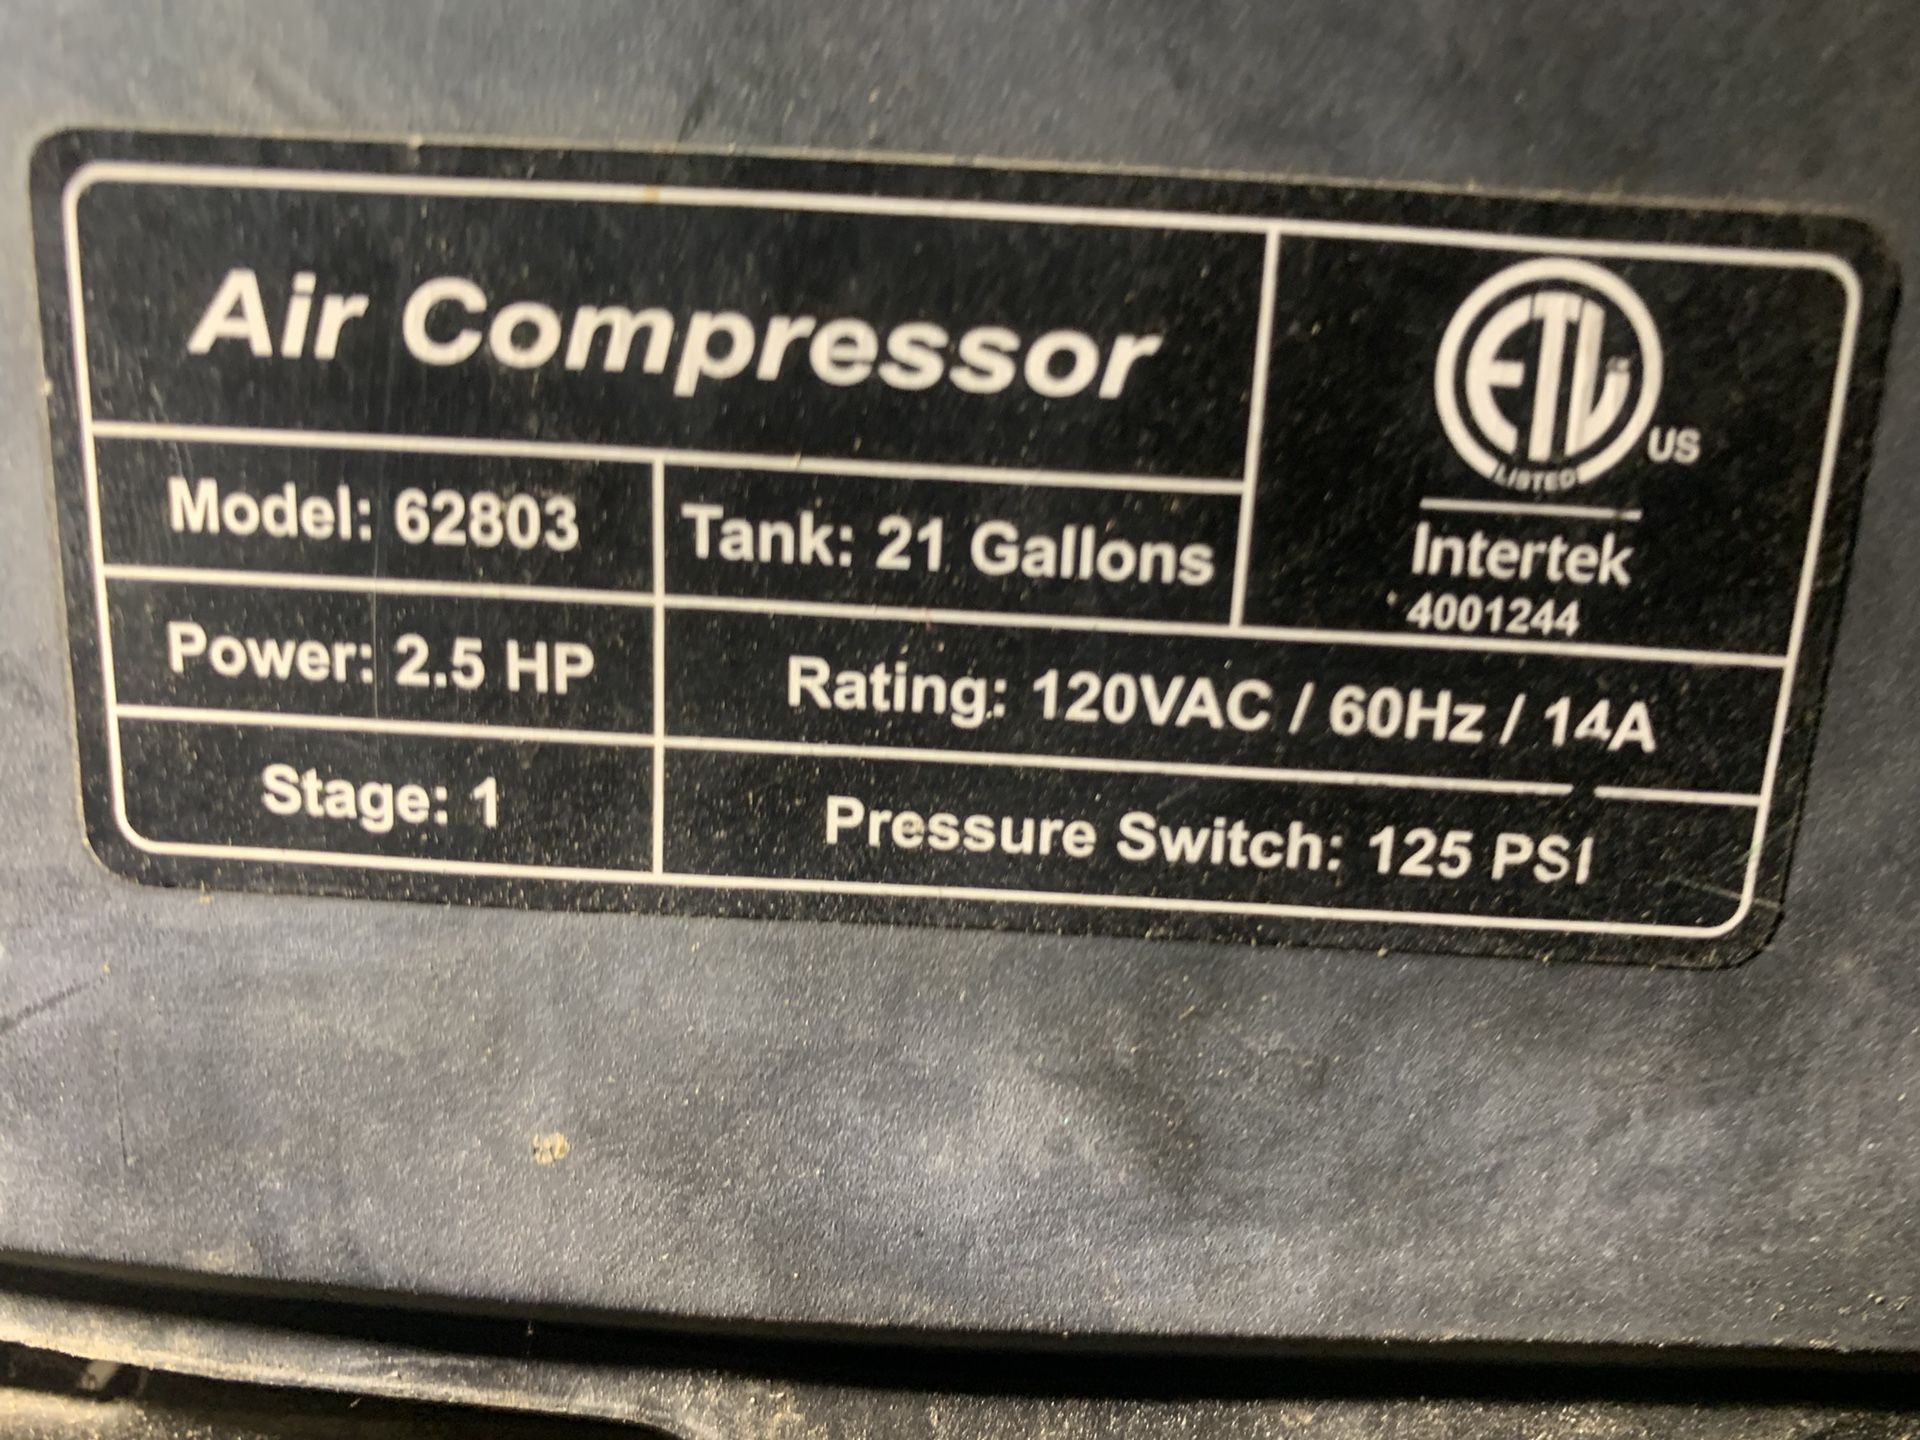 Air Compressor
ETL
LISTED
US
Intertek
4001244
Model: 62803
Tank: 21 Gallons
Power: 2.5 HP
Rating: 120VAC / 60Hz / 14A
Stage: 1
Pressure Switch: 125 PSI